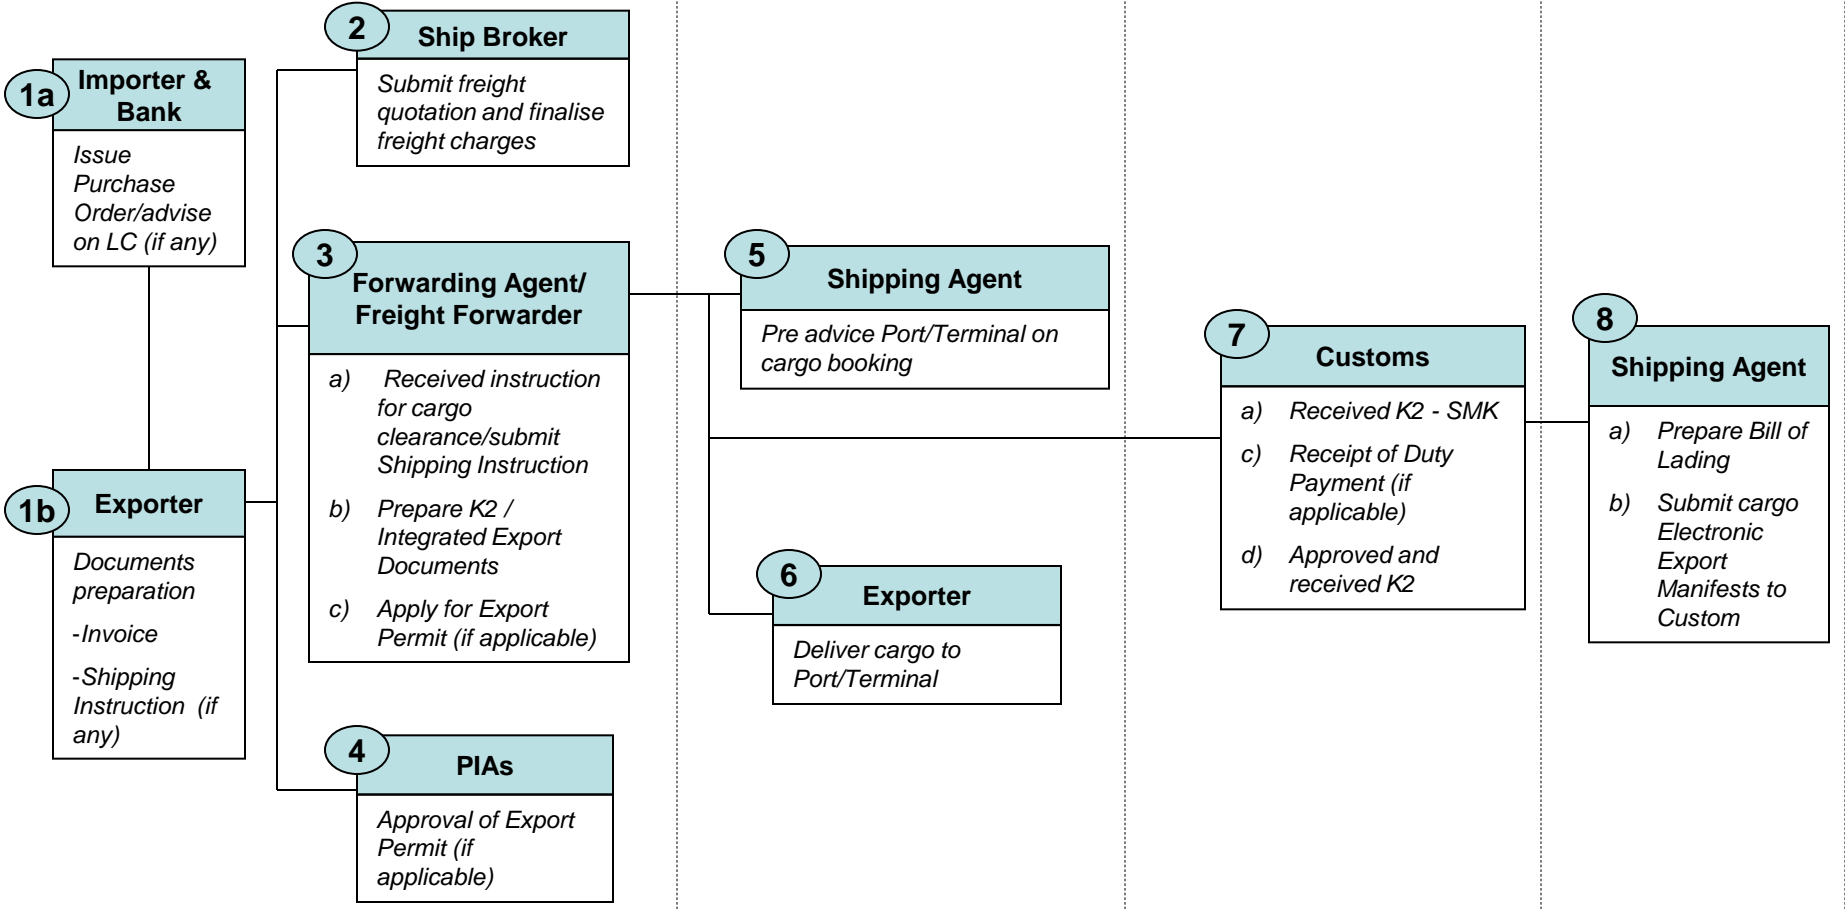 1a
Importer &
Bank
Issue
Purchase
Order/advise
on LC (if any)
1b
Exporter
Documents
preparation
-Invoice
-Shipping
Instruction (if
any)
2
Ship Broker
Submit freight
quotation and finalise
freight charges
3
Forwarding Agent/
Freight Forwarder
a) Received instruction
for cargo
clearance/submit
Shipping Instruction
b) Prepare K2 /
Integrated Export
Documents
c) Apply for Export
Permit (if applicable)
4
PIAs
Approval of Export
Permit (if
applicable)
5
Shipping Agent
Pre advice Port/Terminal on
cargo booking
6
Exporter
Deliver cargo to
Port/Terminal
7
Customs
a) Received K2 - SMK
c) Receipt of Duty
Payment (if
applicable)
d) Approved and
received K2
8
Shipping Agent
a) Prepare Bill of
Lading
b) Submit cargo
Electronic
Export
Manifests to
Custom